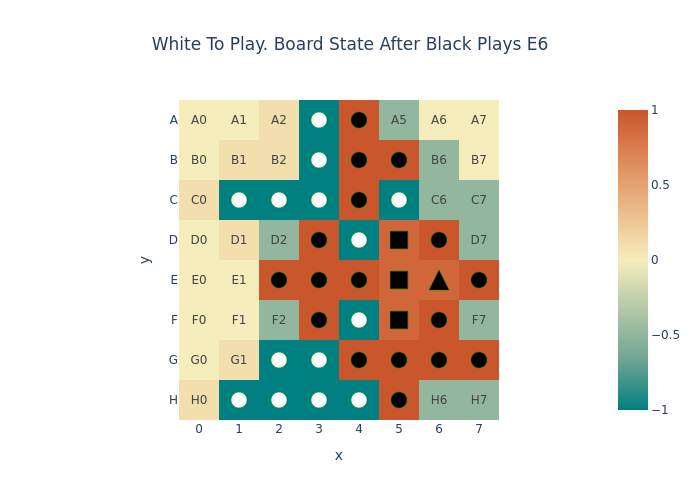 White To Play. Board State After Black Plays E6
A A0 A1 A2 A5 A6 A7
B B0 B1 B2 B6 B7
C C0 C6 C7
D D0 D1 D2 D7
E E0 E1
F F0 F1 F2 F7
G G0 G1
H H0 H6 H7
0 1 2 3 4 5 6 7
x
y
1
0.5
0
−0.5
−1